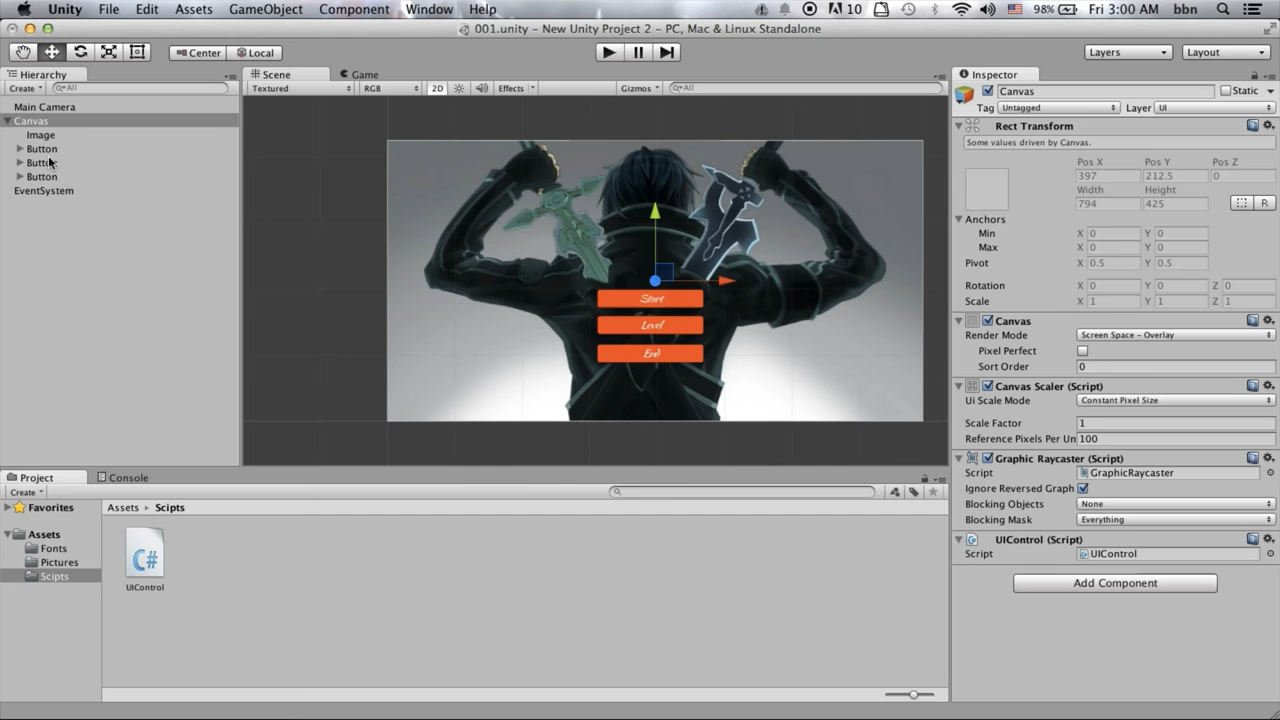 Unity File Edit Assets GameObject Component Window Help 10 98% Fri 3:00 AM bbn
001.unity - New Unity Project 2 - PC, Mac & Linux Standalone
Center Local Layers Layout
Hierarchy
Create All
Main Camera
Canvas
Image
Button
Button
Button
EventSystem
Scene Game
Textured RGB 2D Effects Gizmos All
Start
Level
End
Inspector
Canvas Static
Tag Untagged Layer UI
Rect Transform
Some values driven by Canvas.
Pos X Pos Y Pos Z
397 212.5 0
Width Height
794 425
R
Anchors
Min X 0 Y 0
Max X 0 Y 0
Pivot X 0.5 Y 0.5
Rotation X 0 Y 0 Z 0
Scale X 1 Y 1 Z 1
Canvas
Render Mode Screen Space - Overlay
Pixel Perfect
Sort Order 0
Canvas Scaler (Script)
Ui Scale Mode Constant Pixel Size
Scale Factor 1
Reference Pixels Per Un 100
Graphic Raycaster (Script)
Script GraphicRaycaster
Ignore Reversed Graph
Blocking Objects None
Blocking Mask Everything
UIControl (Script)
Script UIControl
Add Component
Project Console
Create
Favorites
Assets
Fonts
Pictures
Scipts
Assets Scipts
C#
UIControl